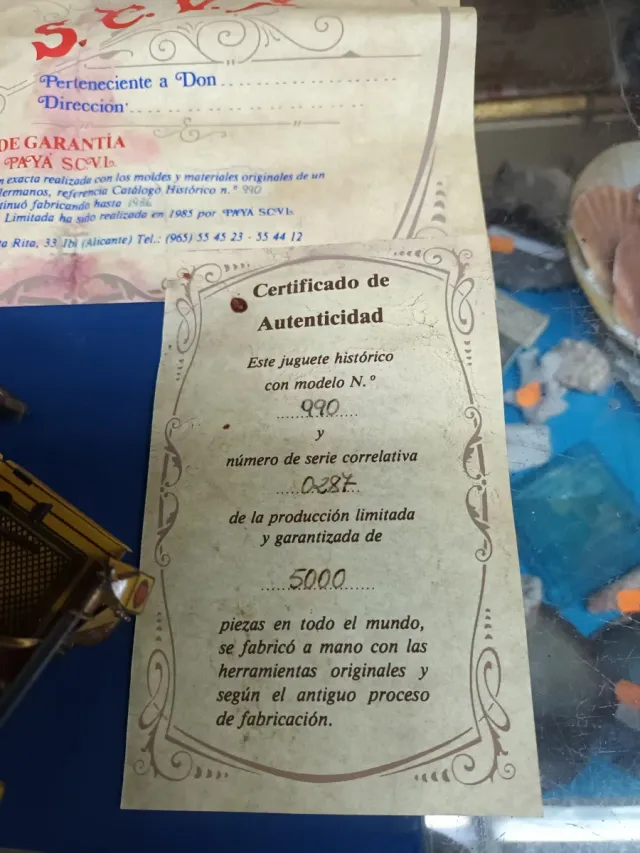 S.C.V.
Perteneciente a Don
Dirección
DE GARANTÍA
PAYÁ SCVL
n exacta realizada con los moldes y materiales originales de un
Hermanos, referencia Catálogo Histórico n.º 990
tinuó fabricando hasta
Limitada ha sido realizada en 1985 por PAYÁ SCVL
a Rita, 33 Ibi (Alicante) Tel.: (965) 55 45 23 - 55 44 12
Certificado de
Autenticidad
Este juguete histórico
con modelo N.º
990
y
número de serie correlativa
0287
de la producción limitada
y garantizada de
5000
piezas en todo el mundo,
se fabricó a mano con las
herramientas originales y
según el antiguo proceso
de fabricación.